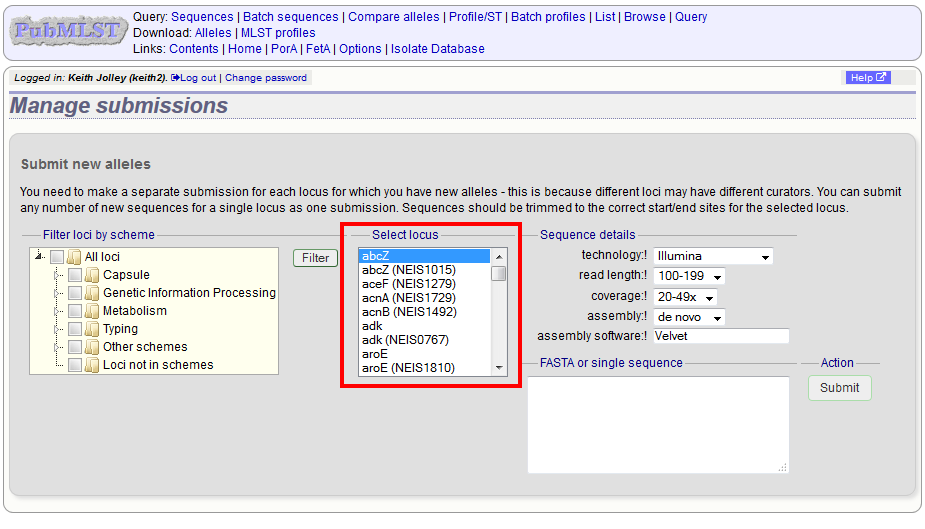 PubMLST
Query: Sequences | Batch sequences | Compare alleles | Profile/ST | Batch profiles | List | Browse | Query
Download: Alleles | MLST profiles
Links: Contents | Home | PorA | FetA | Options | Isolate Database
Logged in: Keith Jolley (keith2). Log out | Change password
Help
Manage submissions
Submit new alleles
You need to make a separate submission for each locus for which you have new alleles - this is because different loci may have different curators. You can submit
any number of new sequences for a single locus as one submission. Sequences should be trimmed to the correct start/end sites for the selected locus.
Filter loci by scheme
All loci
Capsule
Genetic Information Processing
Metabolism
Typing
Other schemes
Loci not in schemes
Filter
Select locus
abcZ
abcZ (NEIS1015)
aceF (NEIS1279)
acnA (NEIS1729)
acnB (NEIS1492)
adk
adk (NEIS0767)
aroE
aroE (NEIS1810)
Sequence details
technology:! Illumina
read length:! 100-199
coverage:! 20-49x
assembly:! de novo
assembly software:! Velvet
FASTA or single sequence
Action
Submit